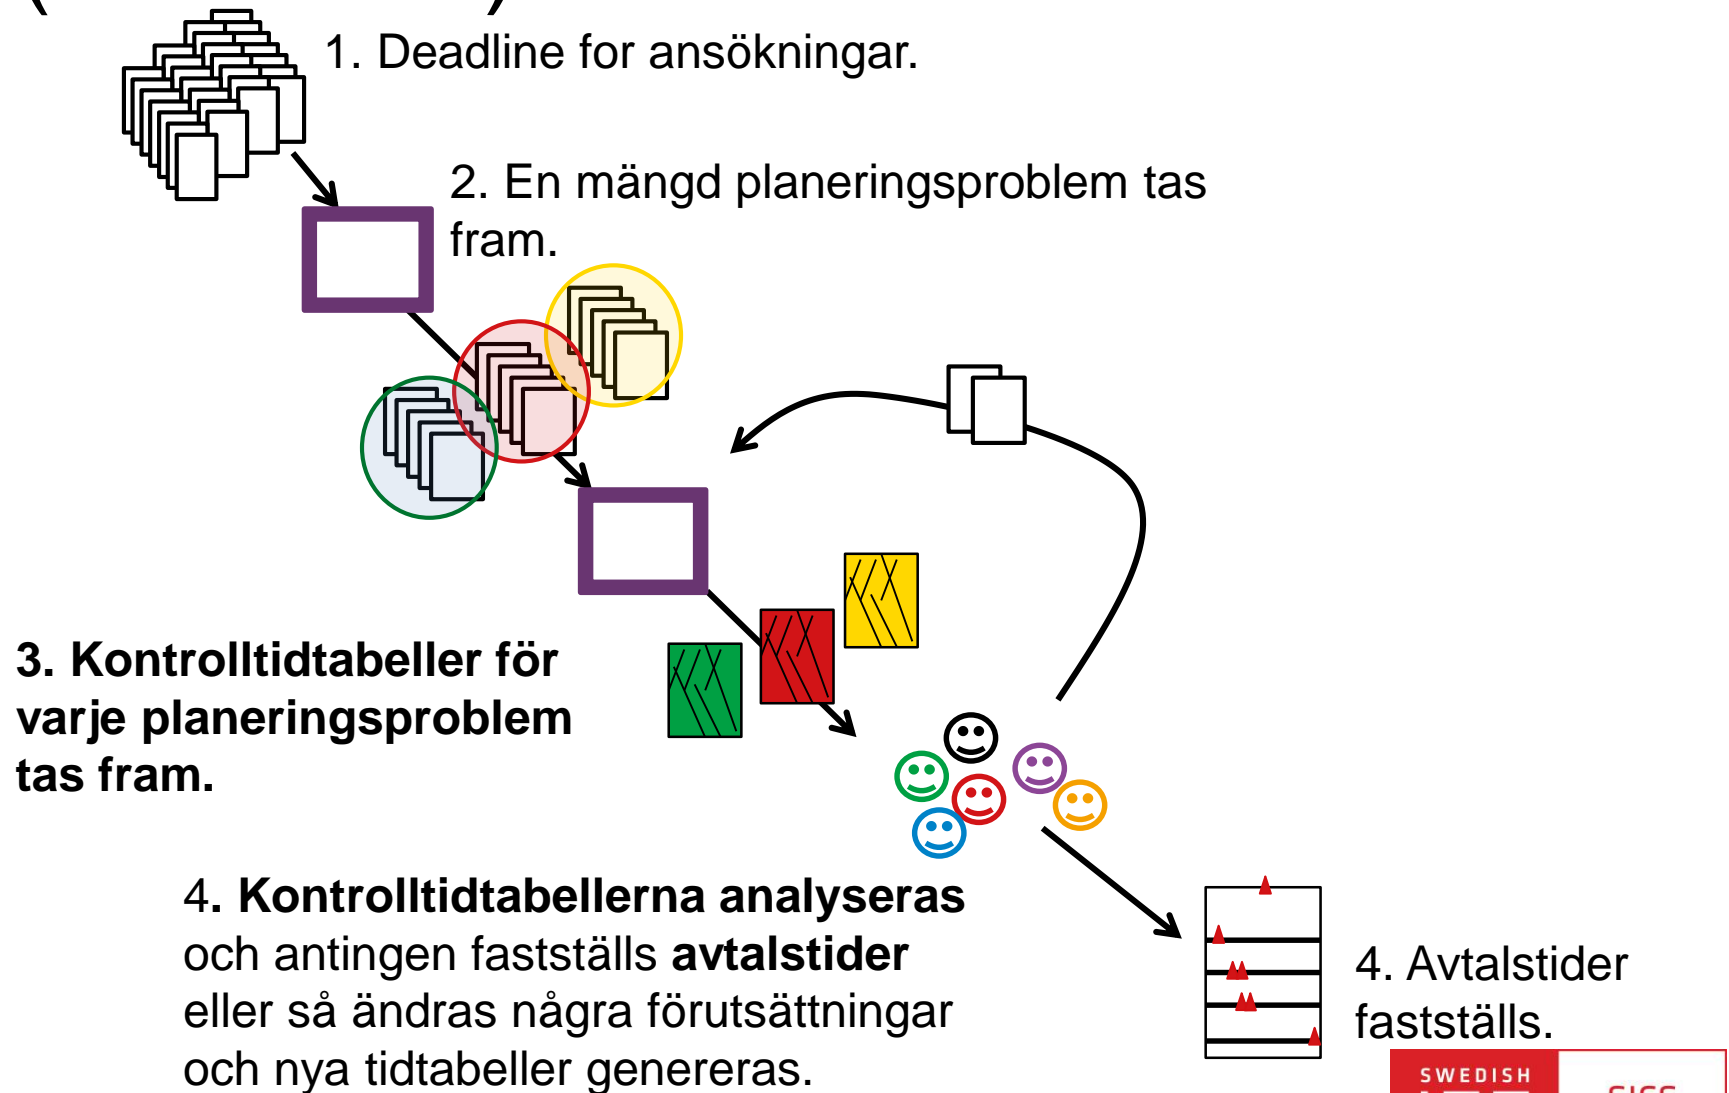 1. Deadline for ansökningar.
2. En mängd planeringsproblem tas
fram.
3. Kontrolltidtabeller för
varje planeringsproblem
tas fram.
4. Kontrolltidtabellerna analyseras
och antingen fastställs avtalstider
eller så ändras några förutsättningar
och nya tidtabeller genereras.
4. Avtalstider
fastställs.
SWEDISH